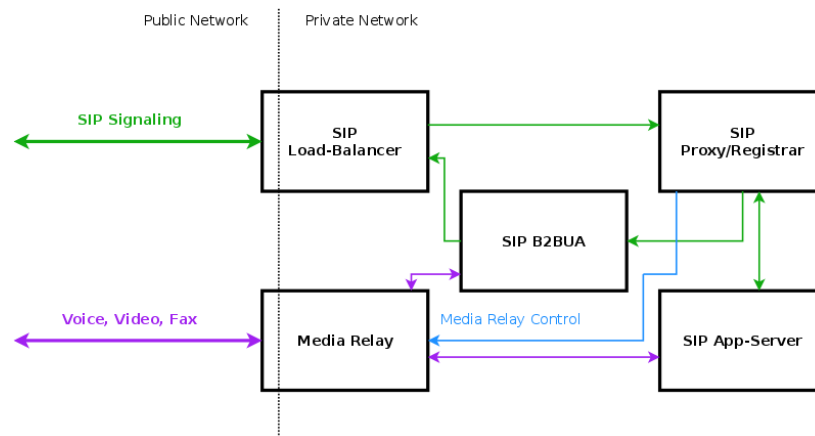 Public Network
Private Network
SIP Signaling
SIP
Load-Balancer
SIP
Proxy/Registrar
SIP B2BUA
Voice, Video, Fax
Media Relay
Media Relay Control
SIP App-Server